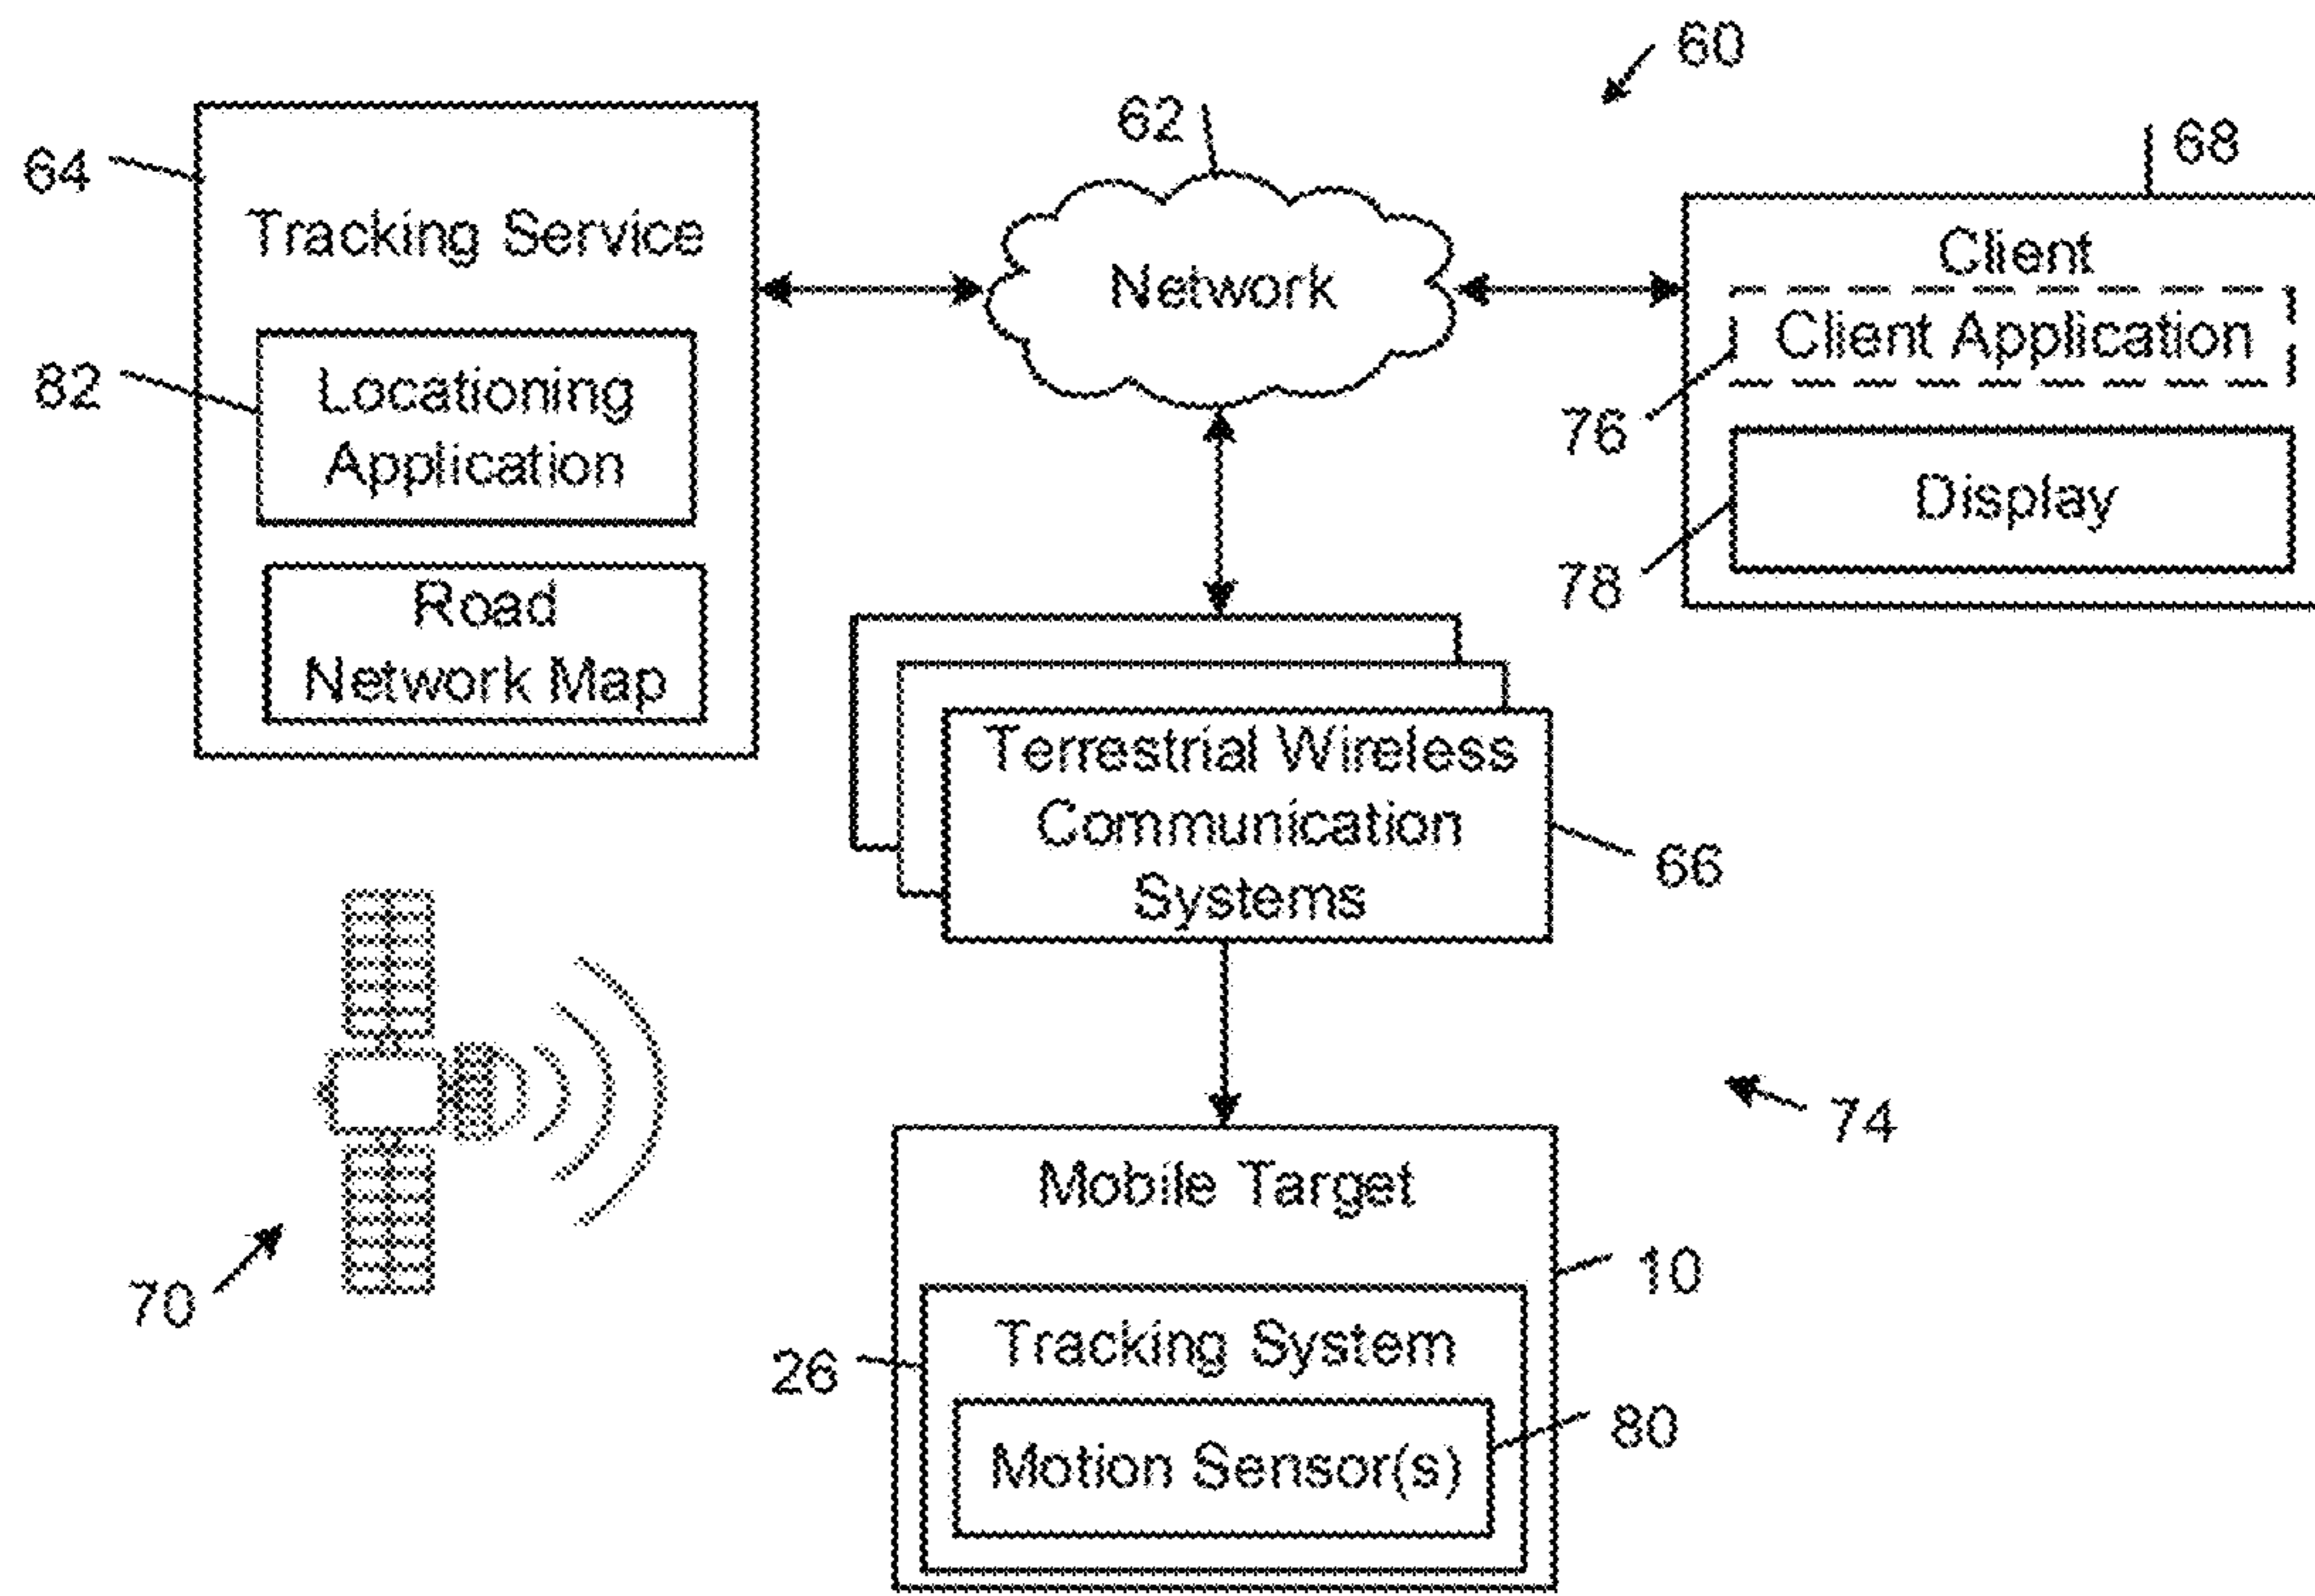 60
62
68
64
Tracking Service
Network
Client
Client Application
82
Locationing
Application
76
Display
78
Road
Network Map
Terrestrial Wireless
Communication
Systems
66
74
Mobile Target
70
10
Tracking System
26
80
Motion Sensor(s)